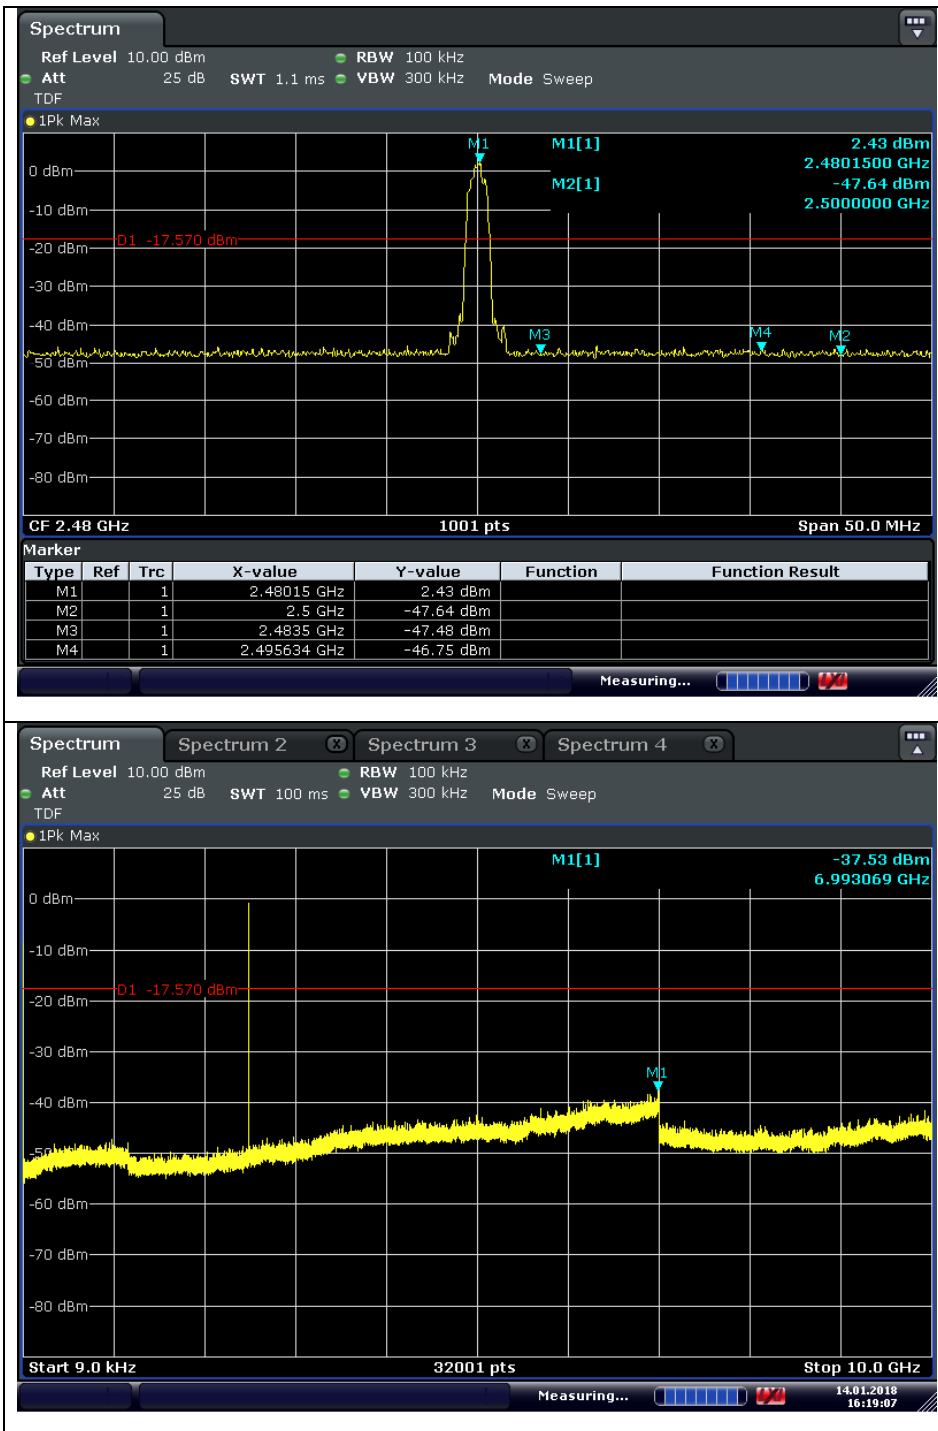 Spectrum
Ref Level 10.00 dBm RBW 100 kHz
Att 25 dB SWT 1.1 ms VBW 300 kHz Mode Sweep
TDF
1Pk Max
M1 M1[1] 2.43 dBm
2.4801500 GHz
0 dBm
M2[1] -47.64 dBm
2.5000000 GHz
-10 dBm
D1 -17.570 dBm
-20 dBm
-30 dBm
-40 dBm
M3 M4 M2
-50 dBm
-60 dBm
-70 dBm
-80 dBm
CF 2.48 GHz 1001 pts Span 50.0 MHz
Marker
Type Ref Trc X-value Y-value Function Function Result
M1 1 2.48015 GHz 2.43 dBm
M2 1 2.5 GHz -47.64 dBm
M3 1 2.4835 GHz -47.48 dBm
M4 1 2.495634 GHz -46.75 dBm
Measuring...
Spectrum Spectrum 2 X Spectrum 3 X Spectrum 4 X
Ref Level 10.00 dBm RBW 100 kHz
Att 25 dB SWT 100 ms VBW 300 kHz Mode Sweep
TDF
1Pk Max
M1[1] -37.53 dBm
6.993069 GHz
0 dBm
-10 dBm
D1 -17.570 dBm
-20 dBm
-30 dBm
M1
-40 dBm
-60 dBm
-70 dBm
-80 dBm
Start 9.0 kHz 32001 pts Stop 10.0 GHz
Measuring... 14.01.2018
16:19:07